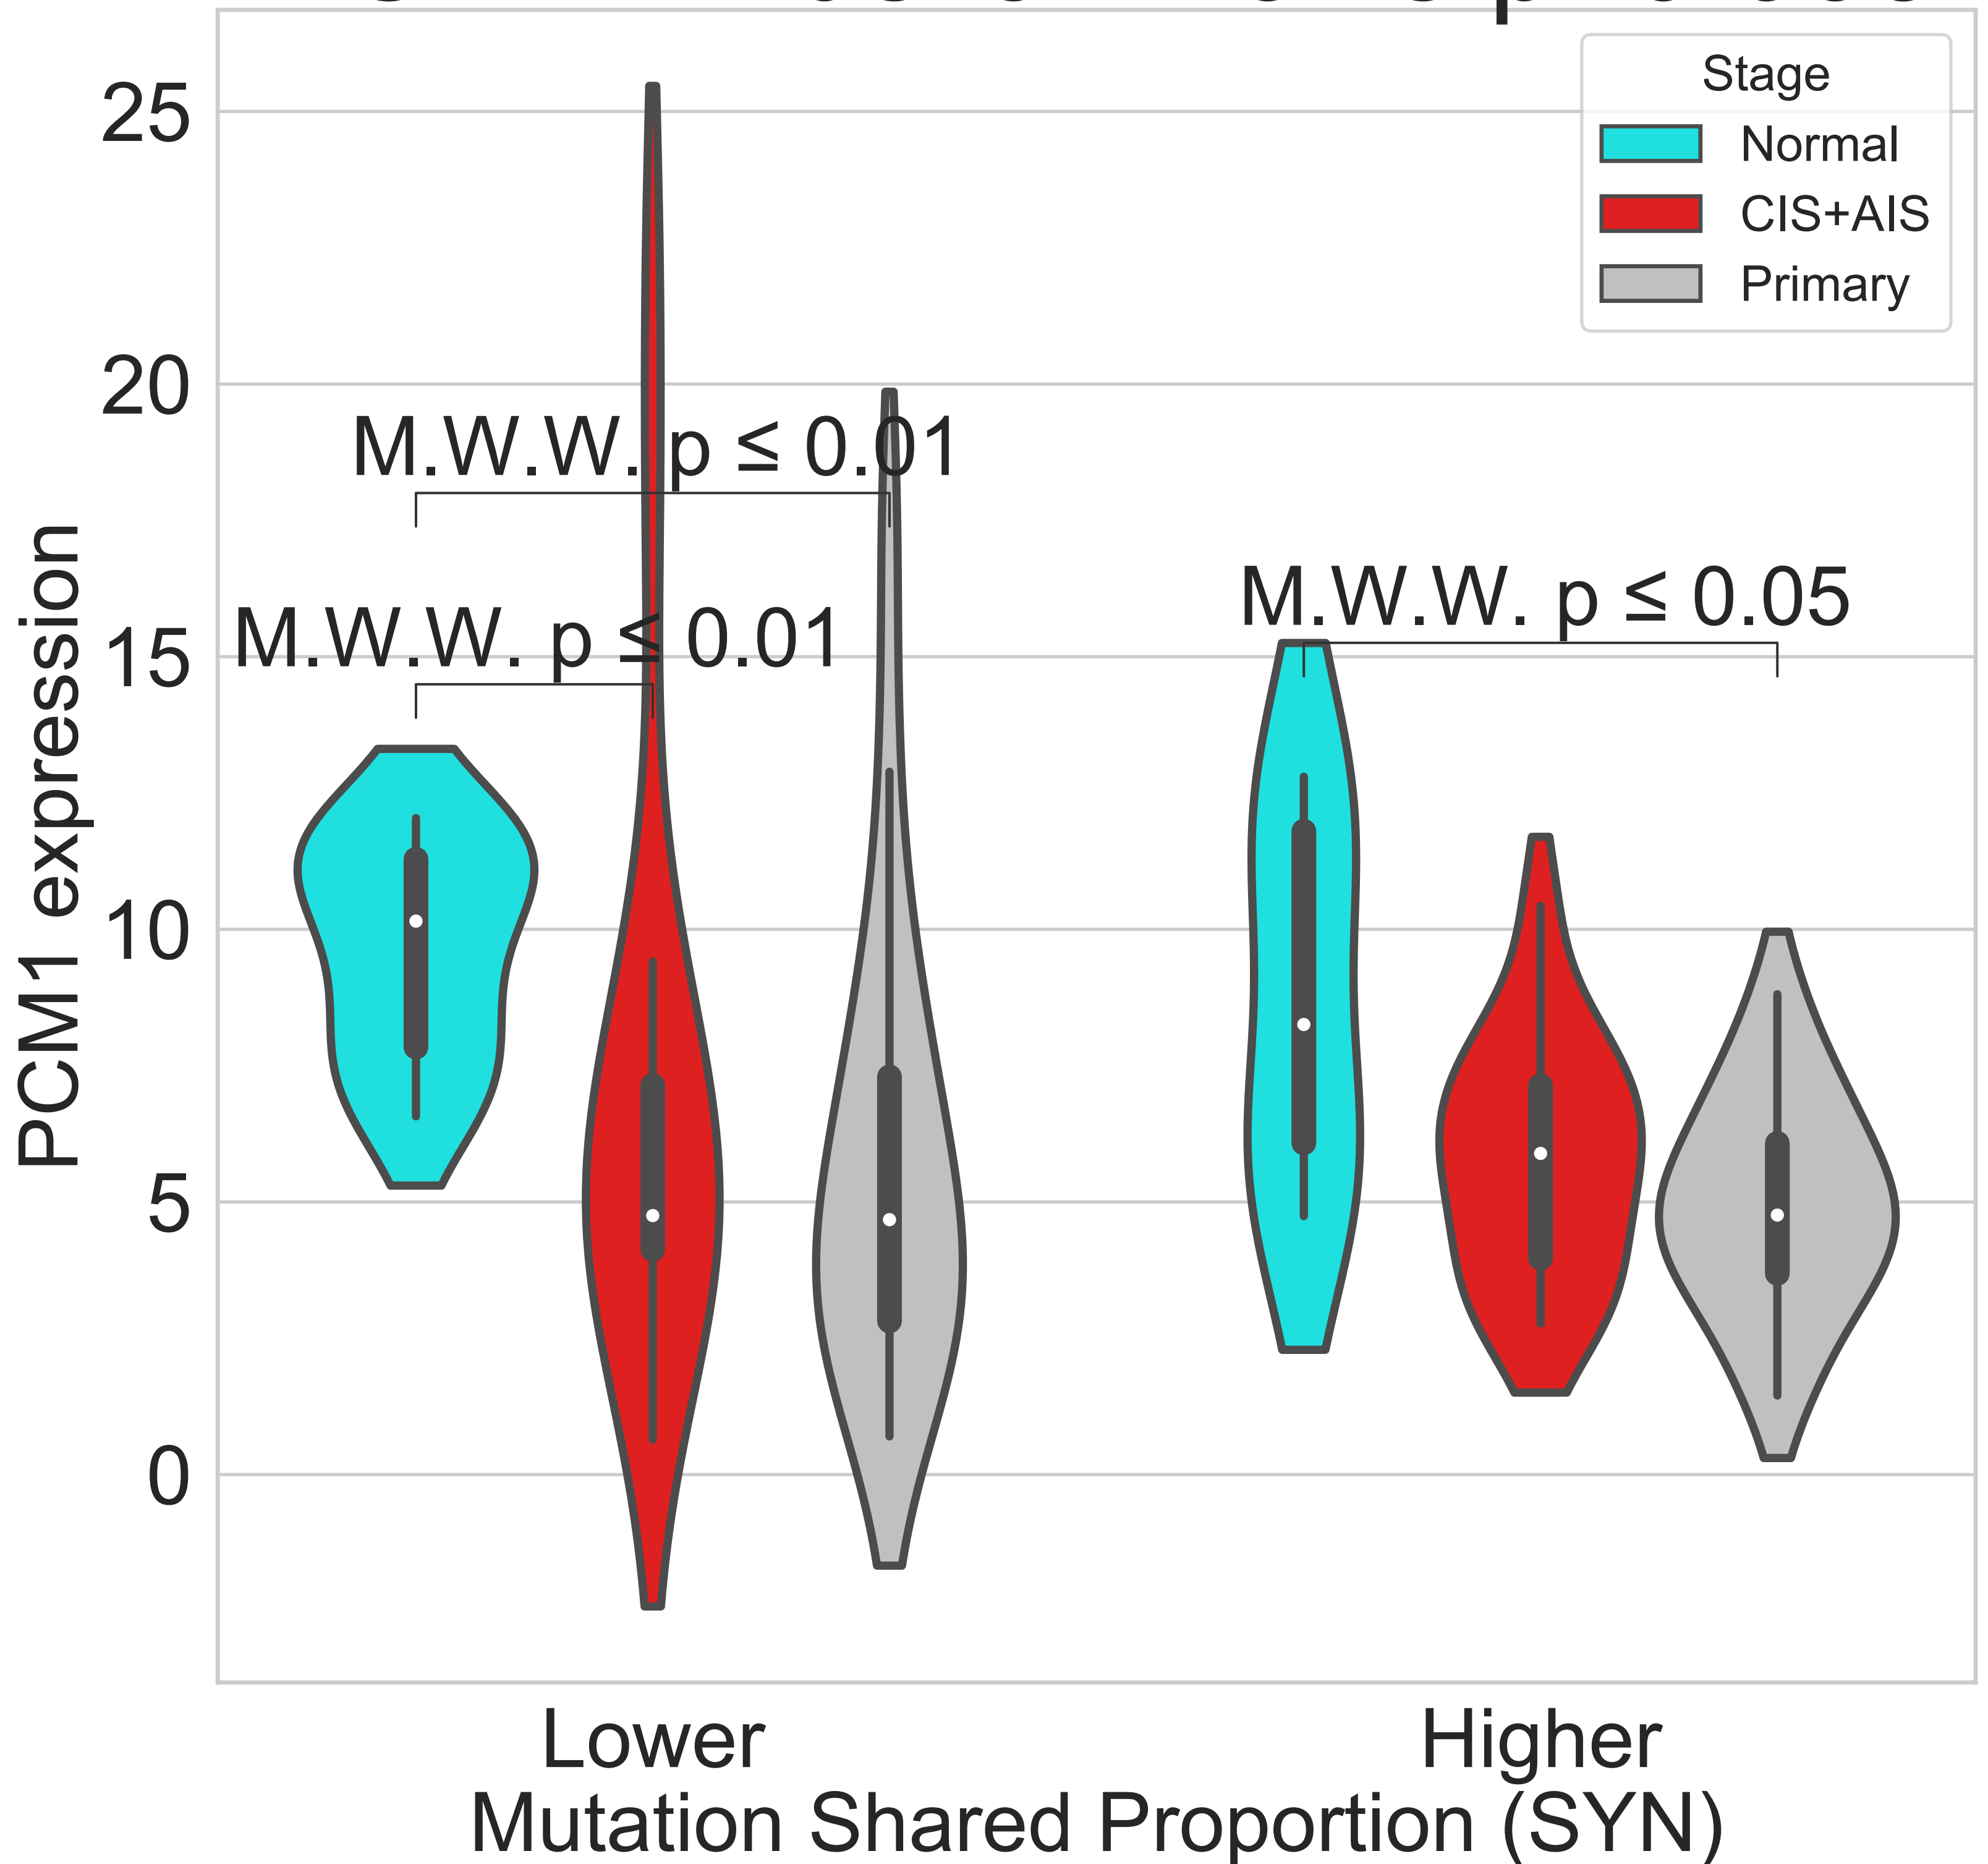 Stage
Normal
CIS+AIS
Primary
25
20
15
10
5
0
PCM1 expression
M.W.W. p ≤ 0.01
M.W.W. p ≤ 0.01
M.W.W. p ≤ 0.05
Lower
Higher
Mutation Shared Proportion (SYN)